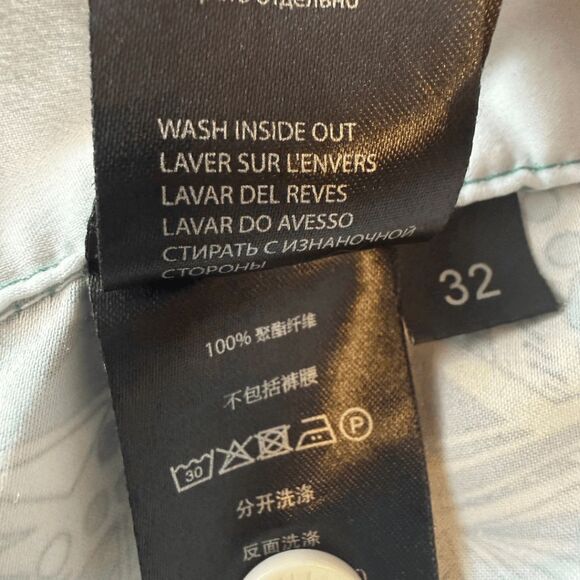 отдельно
WASH INSIDE OUT
LAVER SUR L'ENVERS
LAVAR DEL REVES
LAVAR DO AVESSO
СТИРАТЬ С ИЗНАНОЧНОЙ
СТОРОНЫ
32
100% 聚酯纤维
不包括裤腰
30 P
分开洗涤
反面洗涤